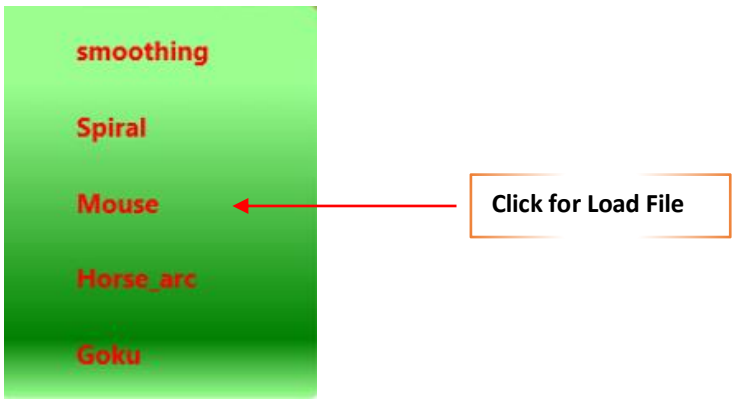 smoothing
Spiral
Mouse
Click for Load File
Horse_arc
Goku